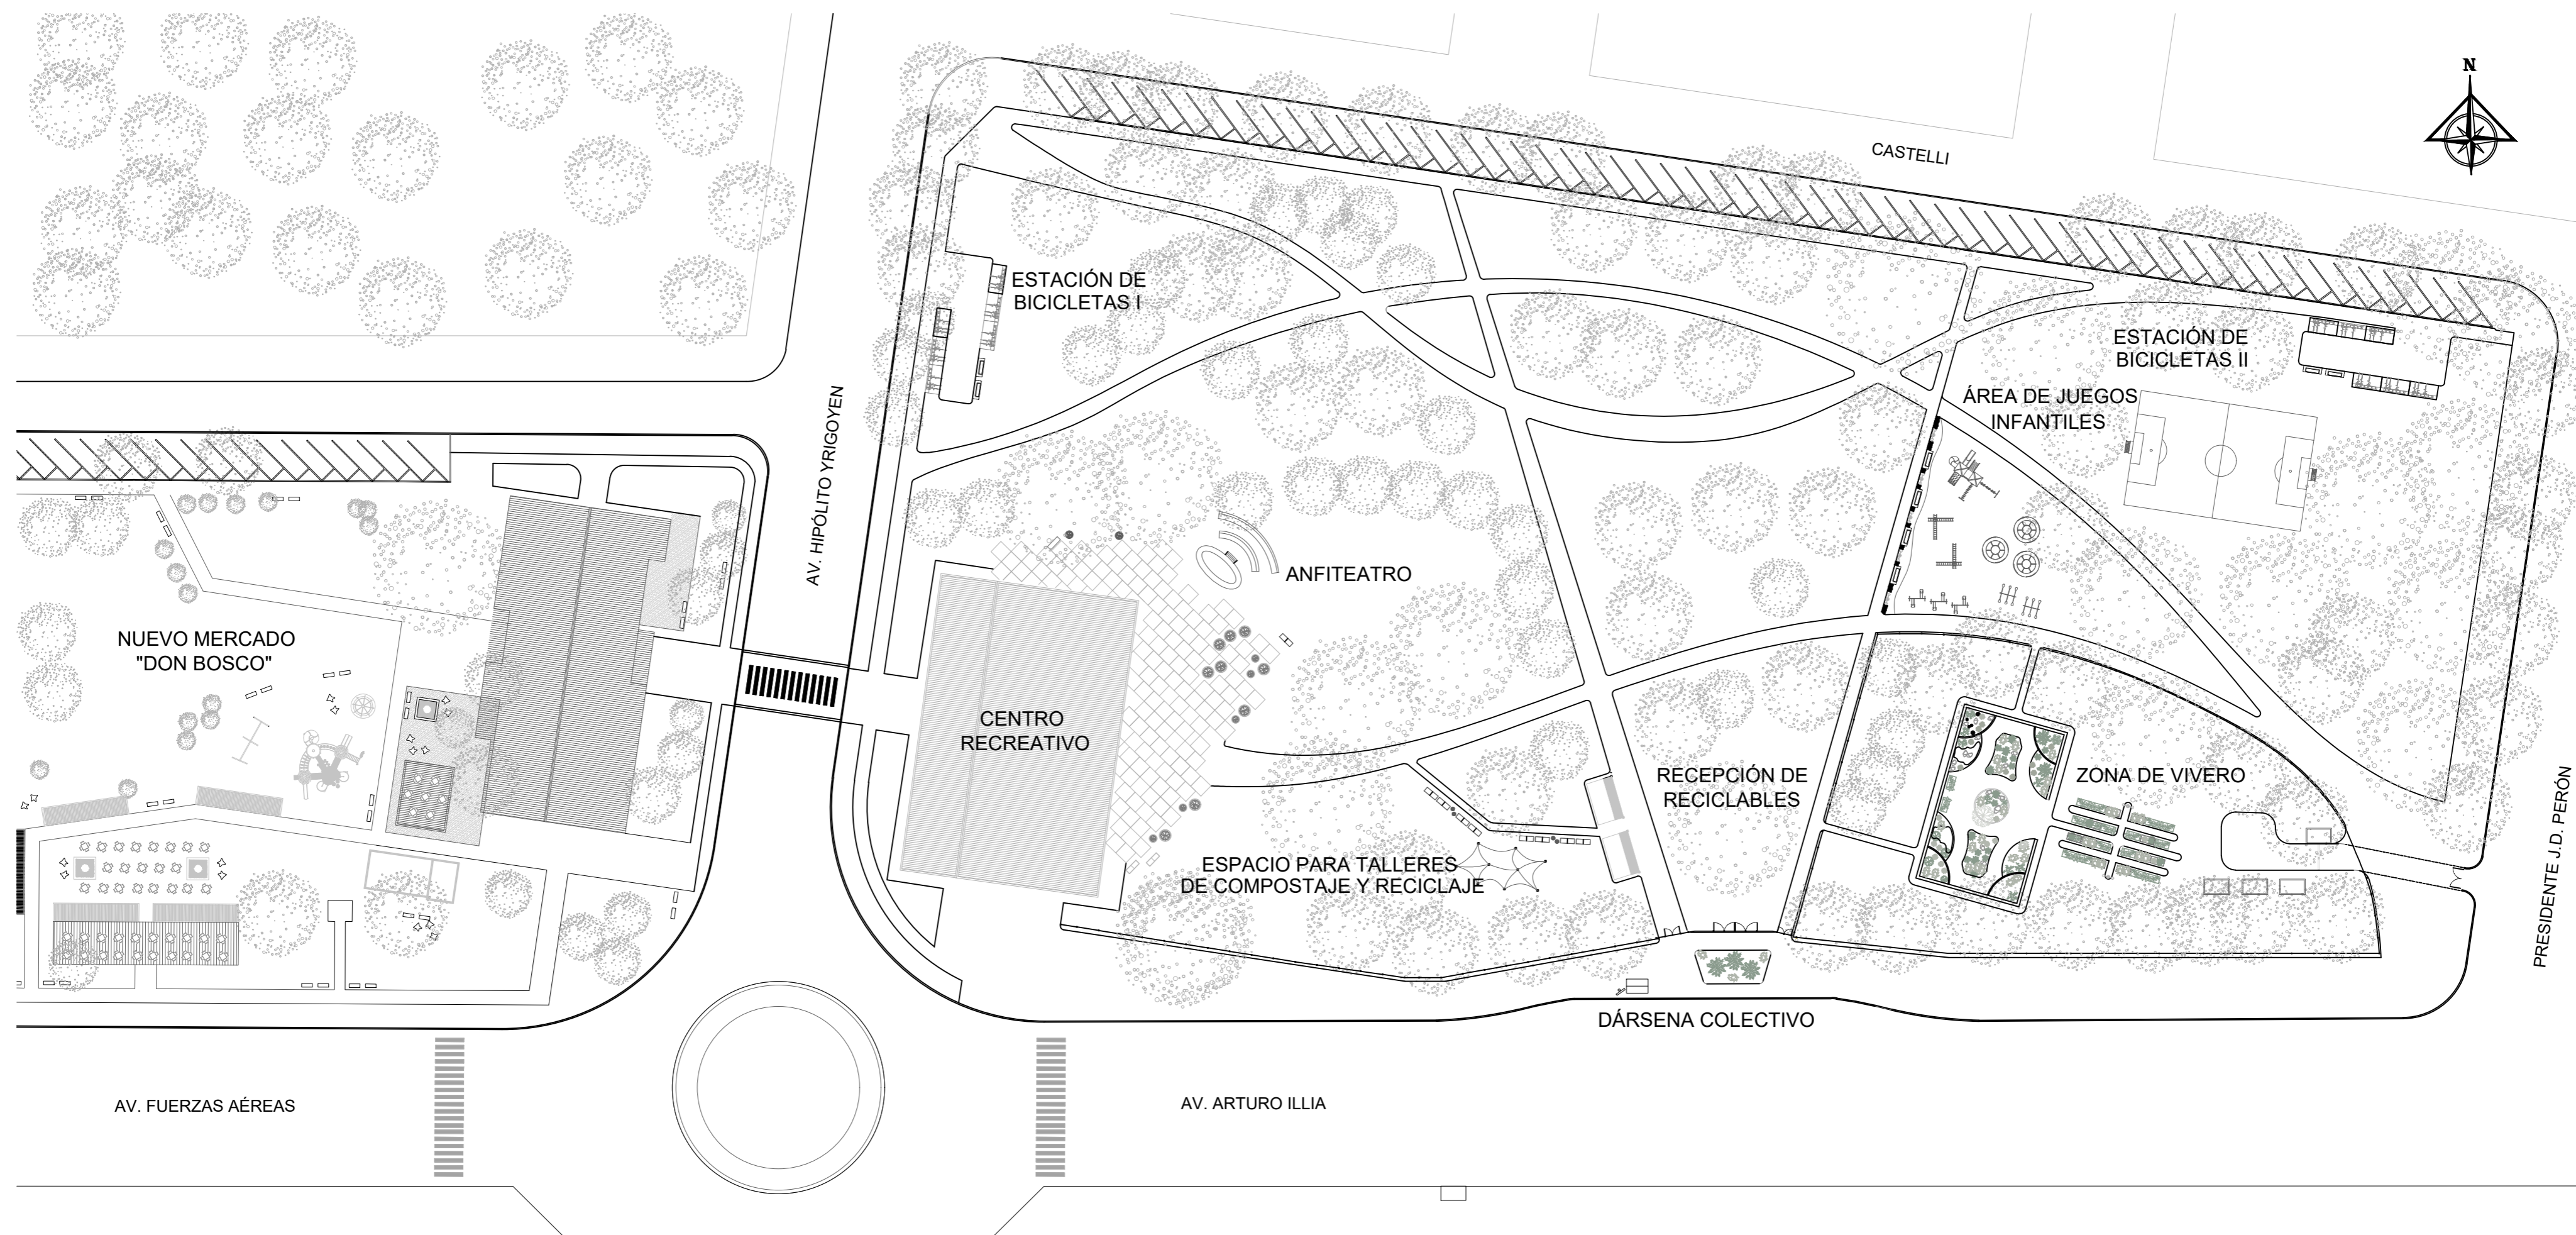 N
CASTELLI
ESTACIÓN DE
BICICLETAS I
ESTACIÓN DE
BICICLETAS II
ÁREA DE JUEGOS
INFANTILES
AV. HIPÓLITO YRIGOYEN
ANFITEATRO
NUEVO MERCADO
"DON BOSCO"
CENTRO
RECREATIVO
RECEPCIÓN DE
RECICLABLES
ZONA DE VIVERO
PRESIDENTE J.D. PERÓN
ESPACIO PARA TALLERES
DE COMPOSTAJE Y RECICLAJE
DÁRSENA COLECTIVO
AV. FUERZAS AÉREAS
AV. ARTURO ILLIA